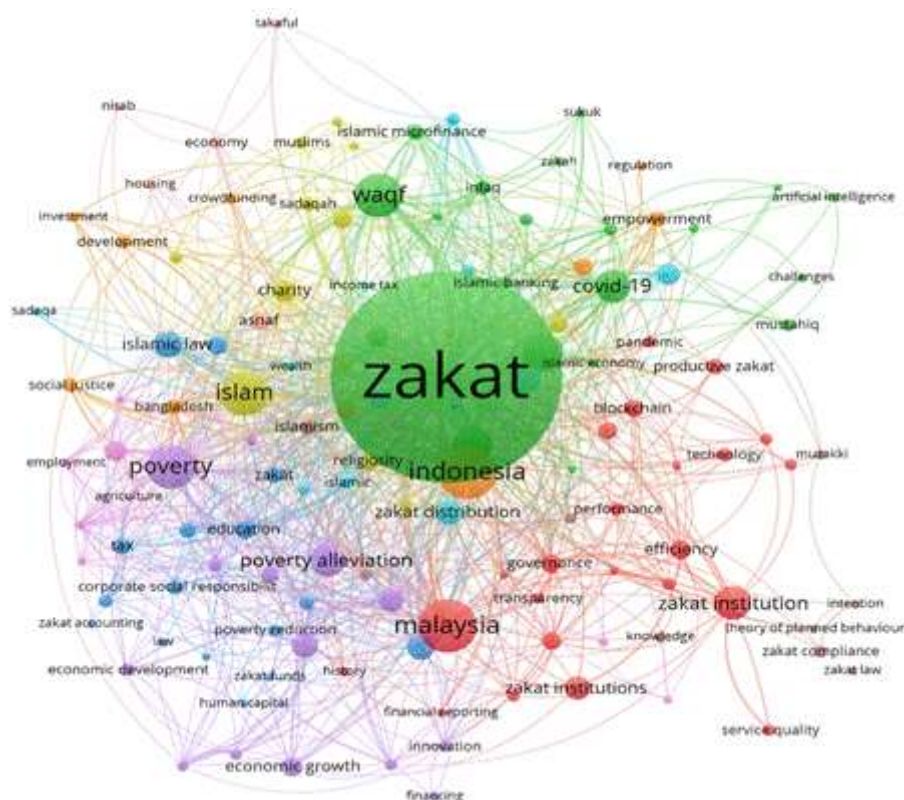 takaful
nisab
sukuk
economy
muslims
islamic microfinance
zakah
regulation
housing
crowdfunding
waqf
infaq
artificial intelligence
sadaqah
investment
empowerment
development
charity
income tax
islamic banking
covid-19
challenges
sadaqa
asnaf
mustahiq
islamic law
pandemic
zakat
wealth
islamic economy
productive zakat
social justice
islam
bangladesh
blockchain
islamism
employment
poverty
religiosity
indonesia
technology
muzakki
zakat
islamic
agriculture
zakat distribution
performance
education
tax
poverty alleviation
governance
efficiency
corporate social responsibilit
transparency
zakat institution
intention
zakat accounting
poverty reduction
malaysia
knowledge
theory of planned behaviour
law
zakat compliance
economic development
zakat funds
history
zakat law
human capital
zakat institutions
financial reporting
service quality
innovation
economic growth
financing